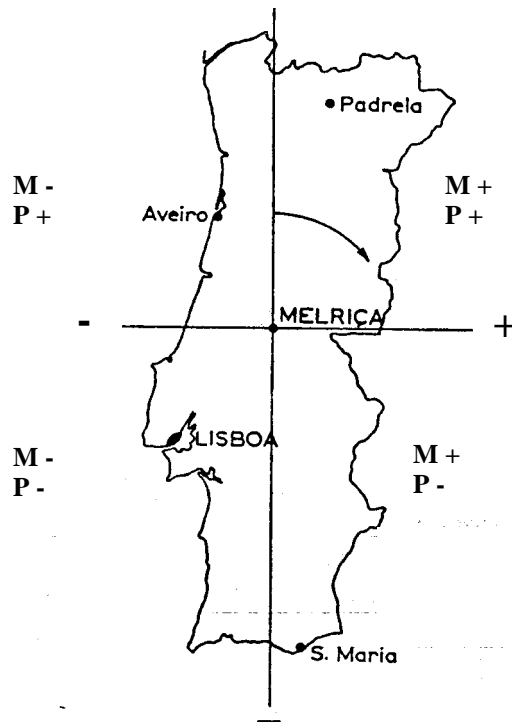 Padrela
M -
P +
Aveiro
M +
P +
MELRIÇA
-
+
LISBOA
M -
P -
M +
P -
S. Maria